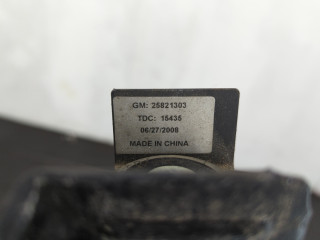 GM: 25821303
TDC: 15435
06/27/2008
MADE IN CHINA